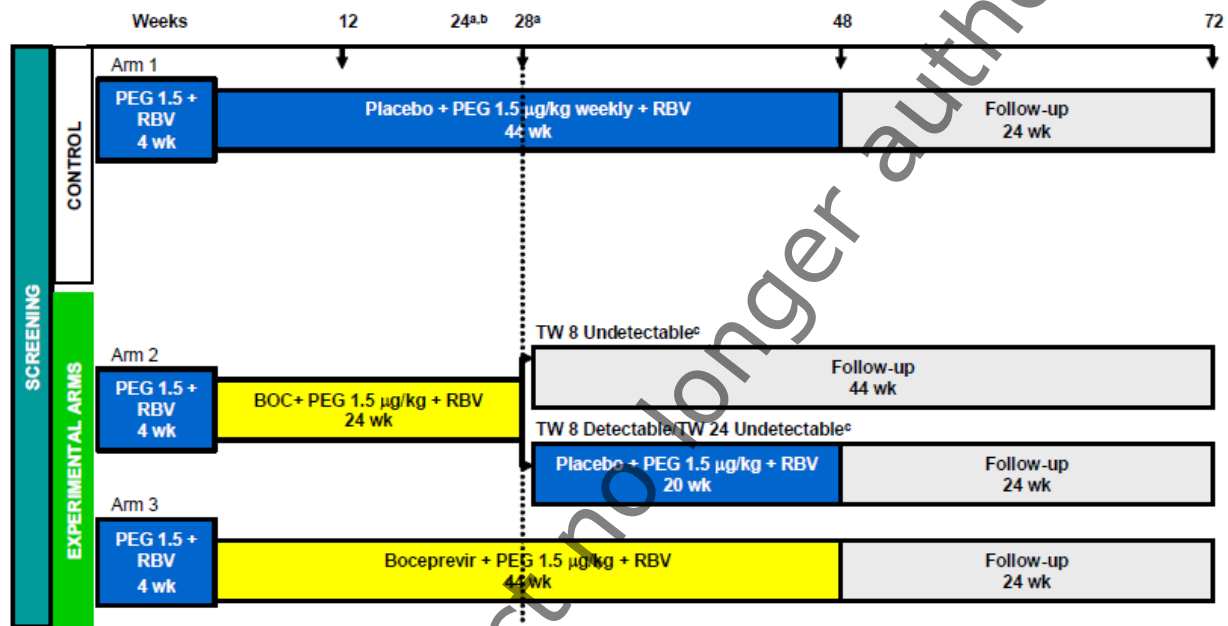 Weeks 12 24a,b 28a 48 72
SCREENING
CONTROL
Arm 1
PEG 1.5 +
RBV
4 wk
Placebo + PEG 1.5 µg/kg weekly + RBV
44 wk
Follow-up
24 wk
EXPERIMENTAL ARMS
Arm 2
PEG 1.5 +
RBV
4 wk
BOC+ PEG 1.5 µg/kg + RBV
24 wk
TW 8 Undetectablec
Follow-up
44 wk
TW 8 Detectable/TW 24 Undetectablec
Placebo + PEG 1.5 µg/kg + RBV
20 wk
Follow-up
24 wk
Arm 3
PEG 1.5 +
RBV
4 wk
Boceprevir + PEG 1.5 µg/kg + RBV
44 wk
Follow-up
24 wk
no longer